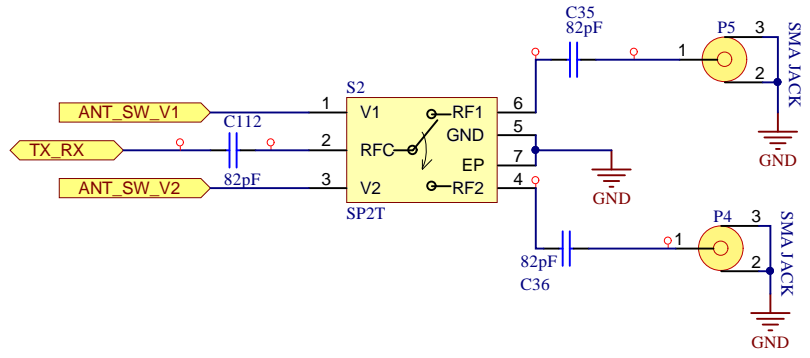 C35
82pF
1
P5
3
2
SMA JACK
GND
S2
ANT_SW_V1
1
V1
RF1
6
C112
GND
5
TX_RX
2
RFC
EP
7
82pF
ANT_SW_V2
3
V2
RF2
4
SP2T
GND
P4
3
1
2
SMA JACK
82pF
C36
GND